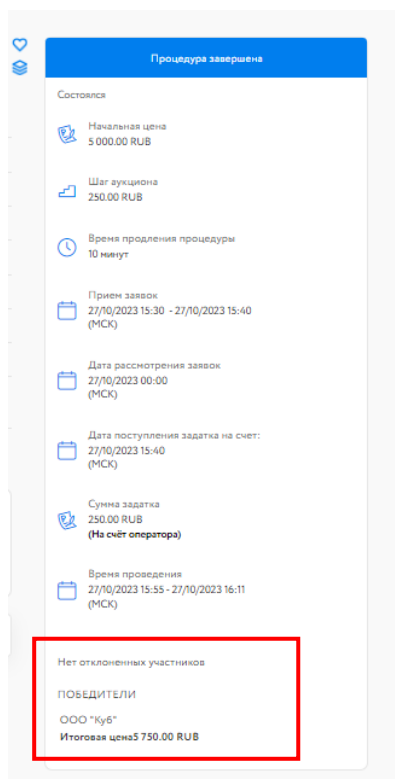 Процедура завершена
Состоялся
Начальная цена
5 000.00 RUB
Шаг аукциона
250.00 RUB
Время продления процедуры
10 минут
Прием заявок
27/10/2023 15:30 - 27/10/2023 15:40
(МСК)
Дата рассмотрения заявок
27/10/2023 00:00
(МСК)
Дата поступления задатка на счет:
27/10/2023 15:40
(МСК)
Сумма задатка
250.00 RUB
(На счёт оператора)
Время проведения
27/10/2023 15:55 - 27/10/2023 16:11
(МСК)
Нет отклоненных участников
ПОБЕДИТЕЛИ
ООО "Куб"
Итоговая цена5 750.00 RUB